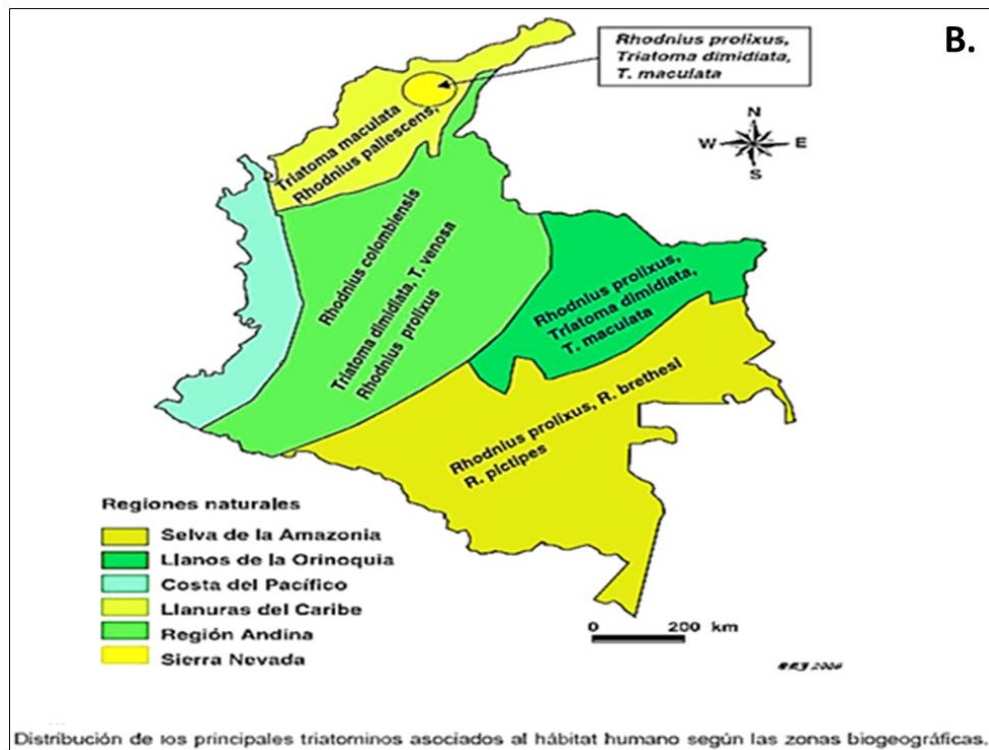 B.
Rhodnius prolixus,
Triatoma dimidiata,
T. maculata
N
W
E
S
Triatoma maculata
Rhodnius pallescens,
Rhodnius colombiensis
Triatoma dimidiata, T. venosa
Rhodnius prolixus
Rhodnius prolixus,
Triatoma dimidiata,
T. maculata
Rhodnius prolixus, R. brethesi
R. pictipes
Regiones naturales
Selva de la Amazonia
Llanos de la Orinoquia
Costa del Pacífico
Llanuras del Caribe
Región Andina
Sierra Nevada
0 200 km
2006
Distribución de los principales triatominos asociados al hábitat humano según las zonas biogeográficas.